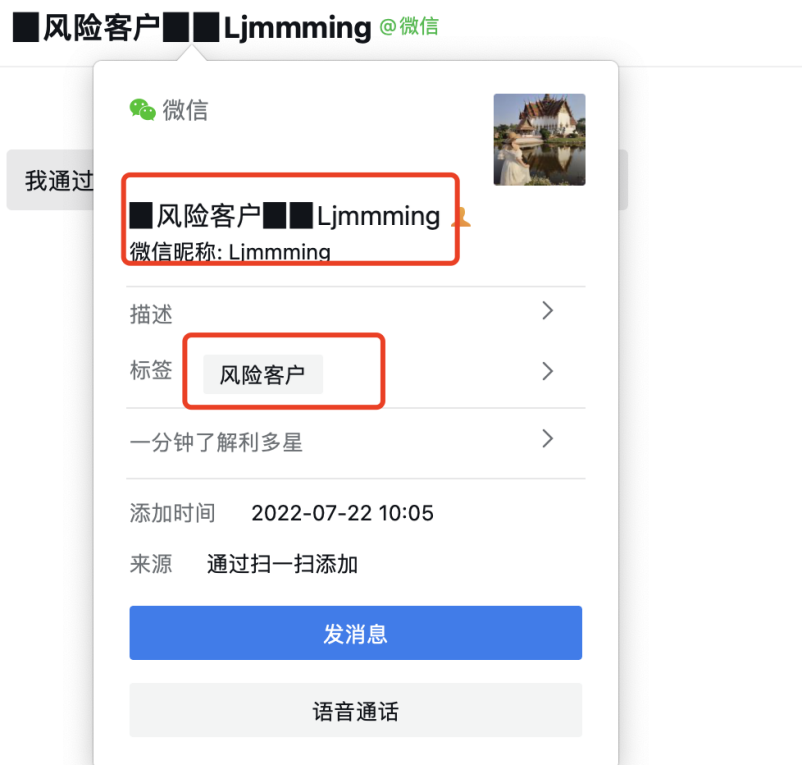 █风险客户██Ljmmming @微信
微信
我通过
█风险客户██Ljmmming
微信昵称: Ljmmming
描述
标签 风险客户
一分钟了解利多星
添加时间 2022-07-22 10:05
来源 通过扫一扫添加
发消息
语音通话